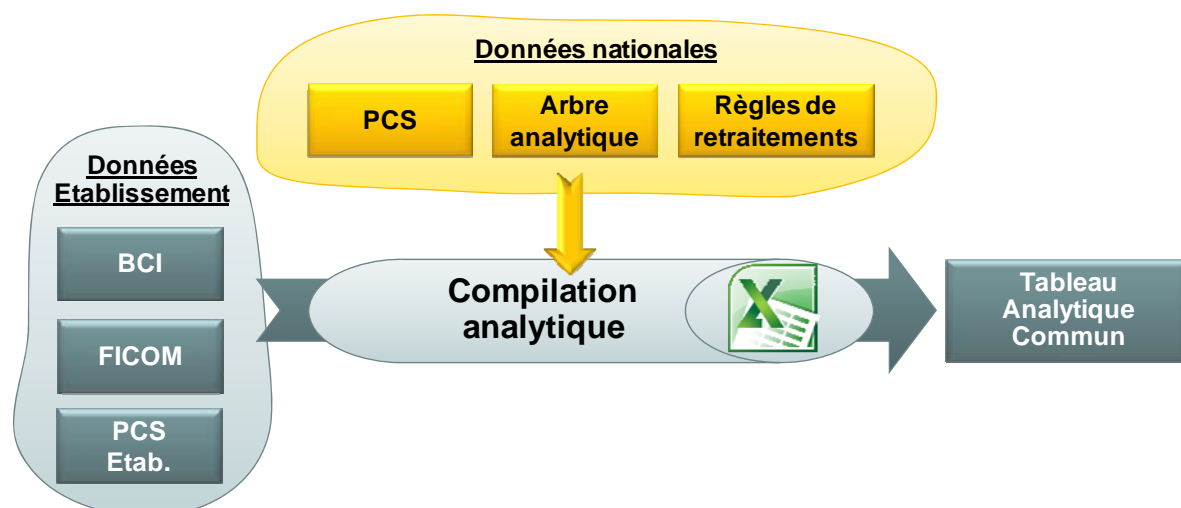 Données nationales
PCS
Arbre
analytique
Règles de
retraitements
Données
Etablissement
BCI
FICOM
PCS
Etab.
Compilation
analytique
Tableau
Analytique
Commun